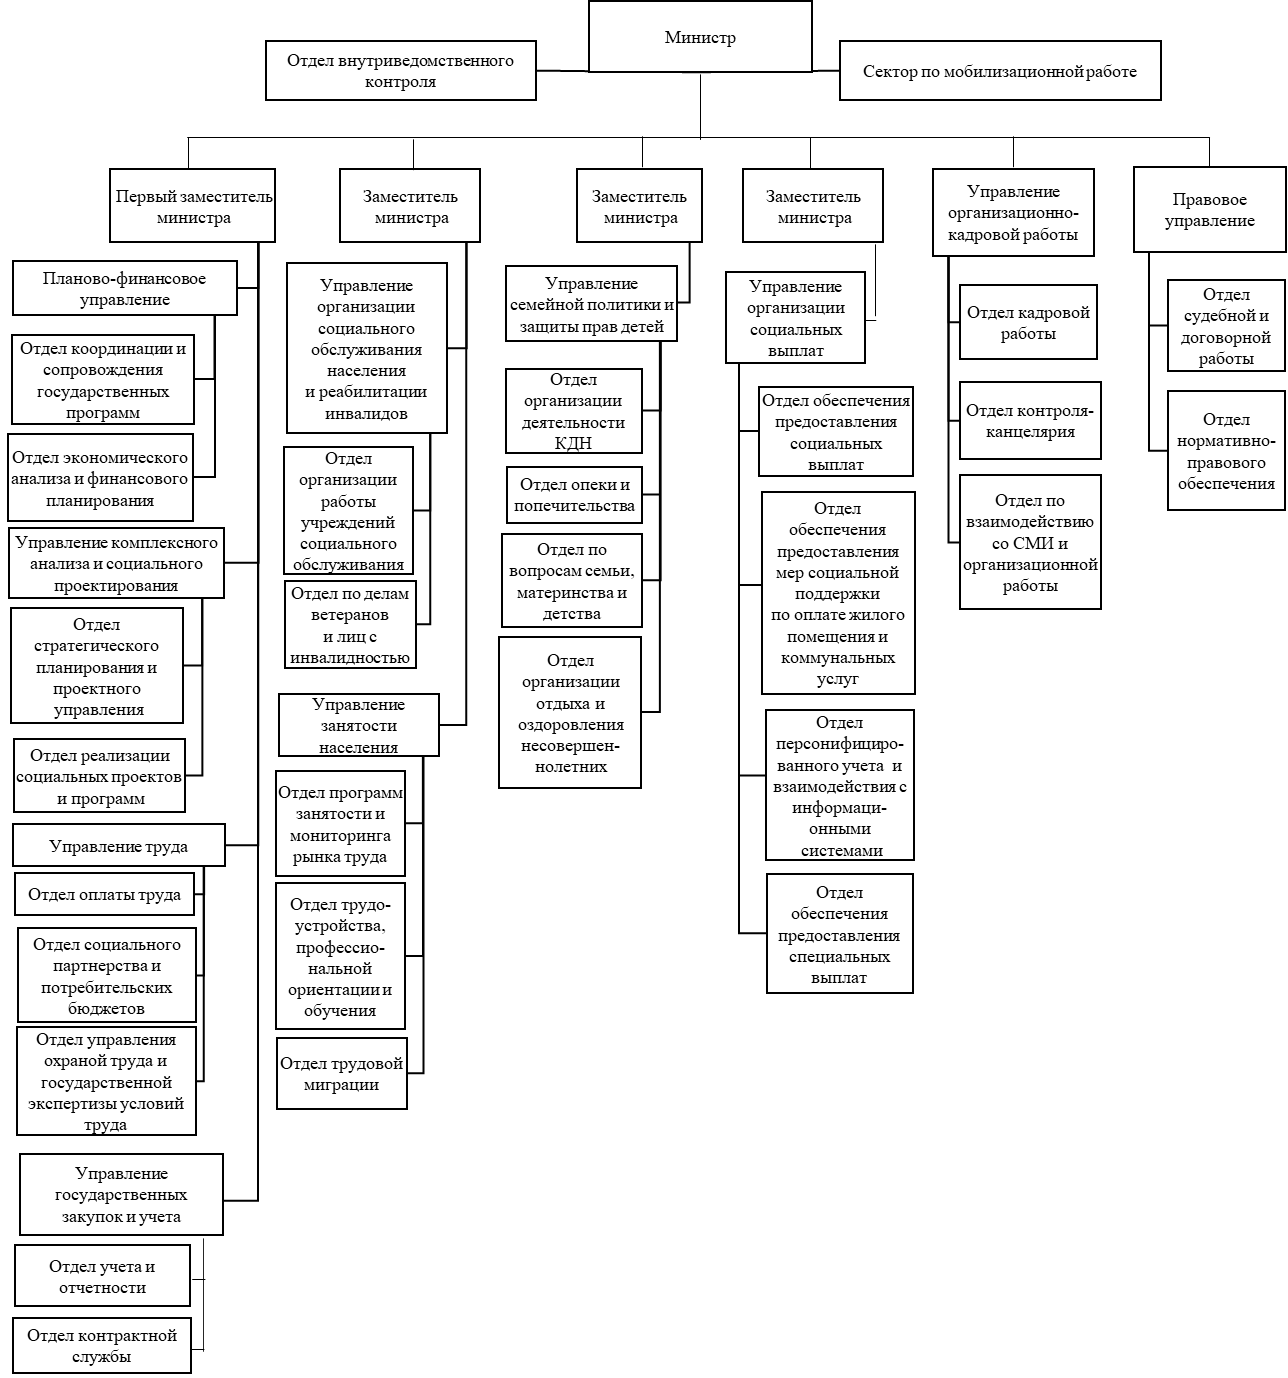 Министр
Отдел внутриведомственного
контроля
Сектор по мобилизационной работе
Первый заместитель
министра
Планово-финансовое
управление
Отдел координации и
сопровождения
государственных
программ
Отдел экономического
анализа и финансового
планирования
Управление комплексного
анализа и социального
проектирования
Отдел
стратегического
планирования и
проектного
управления
Отдел реализации
социальных проектов
и программ
Управление труда
Отдел оплаты труда
Отдел социального
партнерства и
потребительских
бюджетов
Отдел управления
охраной труда и
государственной
экспертизы условий
труда
Управление
государственных
закупок и учета
Отдел учета и
отчетности
Отдел контрактной
службы
Заместитель
министра
Управление
организации
социального
обслуживания
населения
и реабилитации
инвалидов
Отдел
организации
работы
учреждений
социального
обслуживания
Отдел по делам
ветеранов
и лиц с
инвалидностью
Управление
занятости
населения
Отдел программ
занятости и
мониторинга
рынка труда
Отдел трудо-
устройства,
профессио-
нальной
ориентации и
обучения
Отдел трудовой
миграции
Заместитель
министра
Управление
семейной политики и
защиты прав детей
Отдел
организации
деятельности
КДН
Отдел опеки и
попечительства
Отдел по
вопросам семьи,
материнства и
детства
Отдел
организации
отдыха и
оздоровления
несовершен-
нолетних
Заместитель
министра
Управление
организации
социальных
выплат
Отдел обеспечения
предоставления
социальных
выплат
Отдел
обеспечения
предоставления
мер социальной
поддержки
по оплате жилого
помещения и
коммунальных
услуг
Отдел
персонифициро-
ванного учета и
взаимодействия с
информаци-
онными
системами
Отдел
обеспечения
предоставления
специальных
выплат
Управление
организационно-
кадровой работы
Отдел кадровой
работы
Отдел контроля-
канцелярия
Отдел по
взаимодействию
со СМИ и
организационной
работы
Правовое
управление
Отдел
судебной и
договорной
работы
Отдел
нормативно-
правового
обеспечения